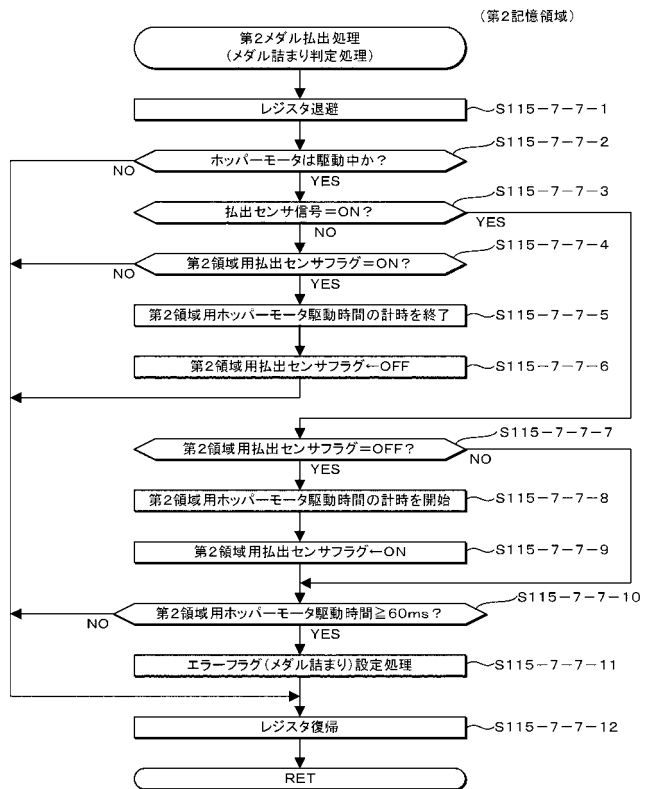 (第2記憶領域)
第2メダル払出処理
(メダル詰まり判定処理)
レジスタ退避
S115-7-7-1
S115-7-7-2
ホッパーモータは駆動中か?
NO
YES
S115-7-7-3
払出センサ信号=ON?
YES
NO
S115-7-7-4
第2領域用払出センサフラグ=ON?
NO
YES
第2領域用ホッパーモータ駆動時間の計時を終了
S115-7-7-5
第2領域用払出センサフラグ←OFF
S115-7-7-6
S115-7-7-7
第2領域用払出センサフラグ=OFF?
NO
YES
第2領域用ホッパーモータ駆動時間の計時を開始
S115-7-7-8
第2領域用払出センサフラグ←ON
S115-7-7-9
S115-7-7-10
第2領域用ホッパーモータ駆動時間≧60ms?
NO
YES
エラーフラグ(メダル詰まり)設定処理
S115-7-7-11
レジスタ復帰
S115-7-7-12
RET